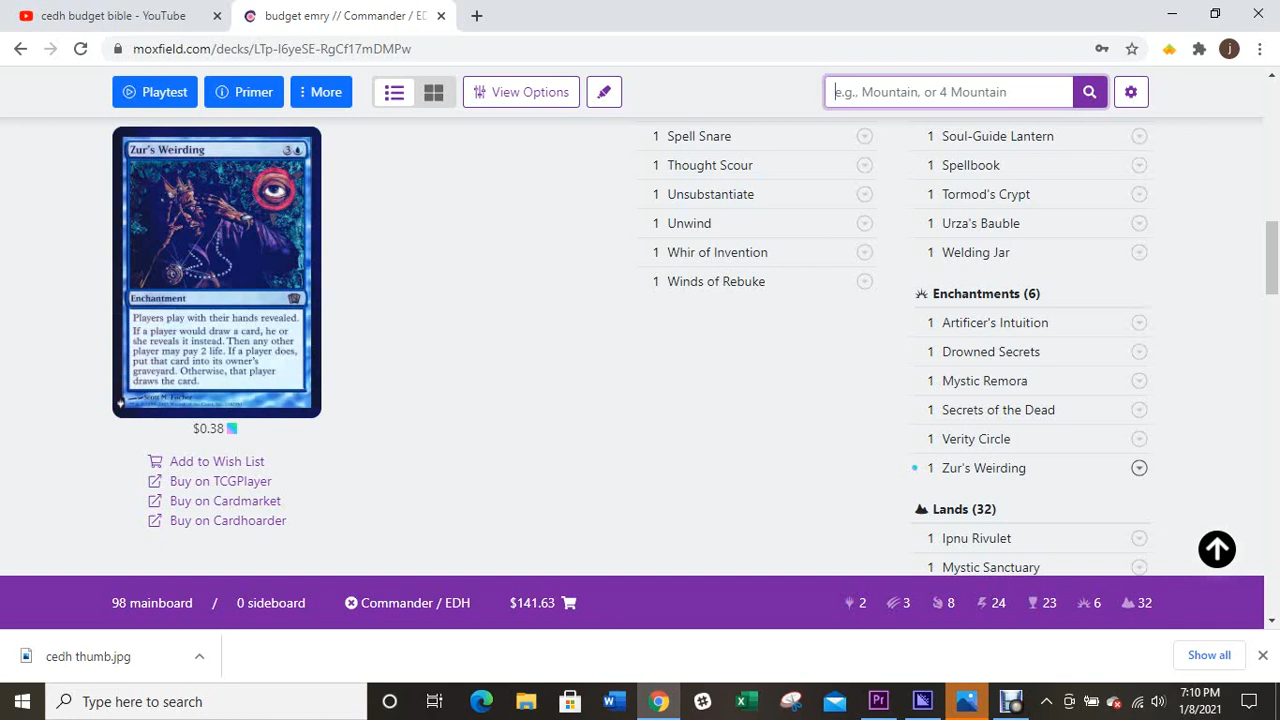 cedh budget bible - YouTube
budget emry // Commander / ED
moxfield.com/decks/LTp-I6yeSE-RgCf17mDMPw
j
Playtest
Primer
More
View Options
e.g., Mountain, or 4 Mountain
Zur's Weirding 3
Enchantment
Players play with their hands revealed.
If a player would draw a card, he or
she reveals it instead. Then any other
player may pay 2 life. If a player does,
put that card into its owner's
graveyard. Otherwise, that player
draws the card.
$0.38
Add to Wish List
Buy on TCGPlayer
Buy on Cardmarket
Buy on Cardhoarder
1 Spell Snare
1 Thought Scour
1 Unsubstantiate
1 Unwind
1 Whir of Invention
1 Winds of Rebuke
1 Soul-Guide Lantern
1 Spellbook
1 Tormod's Crypt
1 Urza's Bauble
1 Welding Jar
Enchantments (6)
1 Artificer's Intuition
1 Drowned Secrets
1 Mystic Remora
1 Secrets of the Dead
1 Verity Circle
1 Zur's Weirding
Lands (32)
1 Ipnu Rivulet
1 Mystic Sanctuary
98 mainboard / 0 sideboard Commander / EDH $141.63 2 3 8 24 23 6 32
cedh thumb.jpg
Show all
Type here to search
7:10 PM
1/8/2021